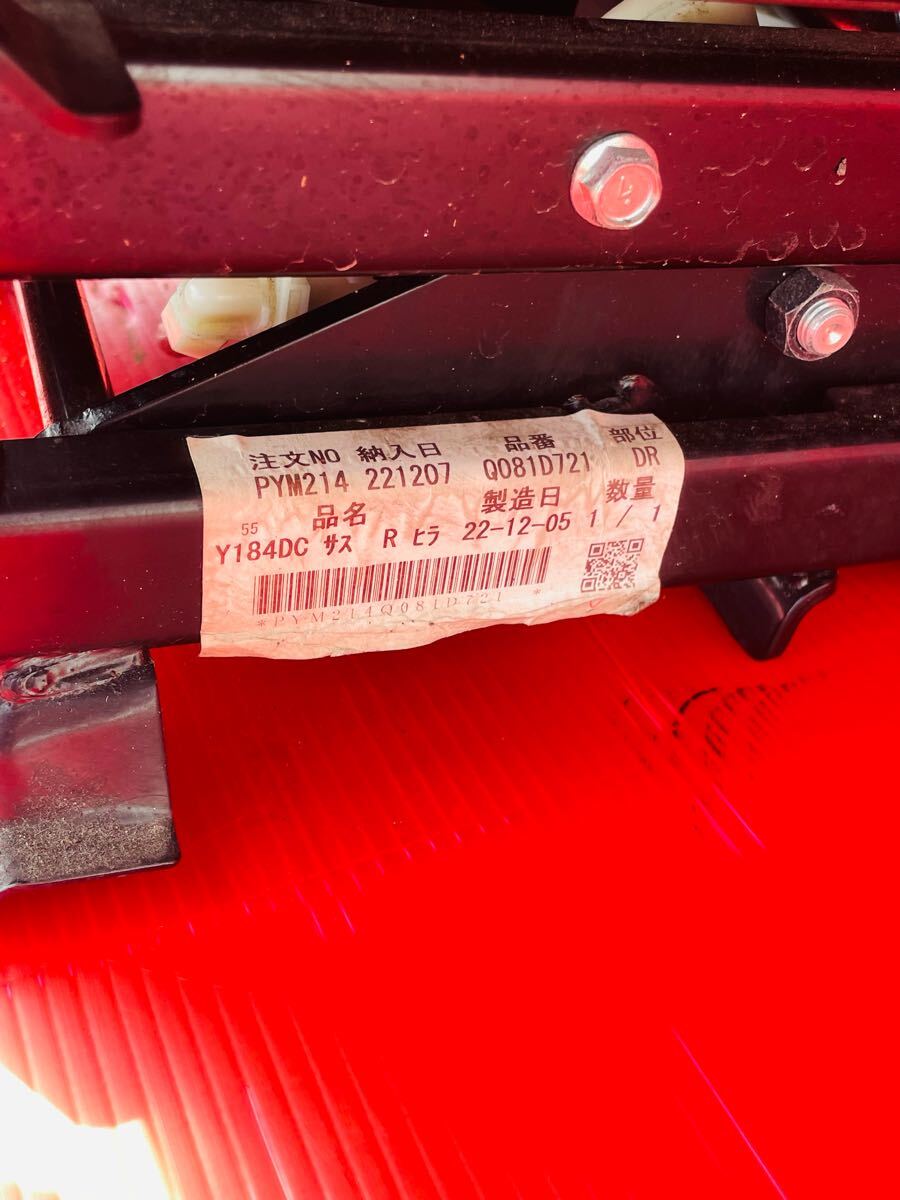 注文NO 納入日 品番 部位
PYM214 221207 Q081D721 DR
品名 製造日 数量
55
Y184DC ｻｽ R ﾋﾗ 22-12-05 1 / 1
*PYM214Q081D721 *